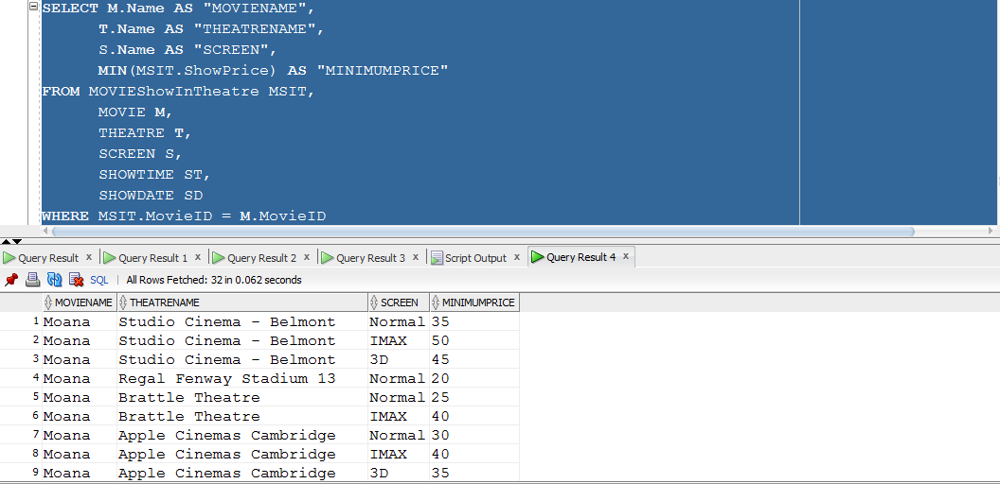 SELECT M.Name AS "MOVIENAME",
T.Name AS "THEATRENAME",
S.Name AS "SCREEN",
MIN(MSIT.ShowPrice) AS "MINIMUMPRICE"
FROM MOVIEShowInTheatre MSIT,
MOVIE M,
THEATRE T,
SCREEN S,
SHOWTIME ST,
SHOWDATE SD
WHERE MSIT.MovieID = M.MovieID
Query Result x Query Result 1 x Query Result 2 x Query Result 3 x Script Output x Query Result 4 x
SQL | All Rows Fetched: 32 in 0.062 seconds
MOVIENAME THEATRENAME SCREEN MINIMUMPRICE
1 Moana Studio Cinema - Belmont Normal 35
2 Moana Studio Cinema - Belmont IMAX 50
3 Moana Studio Cinema - Belmont 3D 45
4 Moana Regal Fenway Stadium 13 Normal 20
5 Moana Brattle Theatre Normal 25
6 Moana Brattle Theatre IMAX 40
7 Moana Apple Cinemas Cambridge Normal 30
8 Moana Apple Cinemas Cambridge IMAX 40
9 Moana Apple Cinemas Cambridge 3D 35